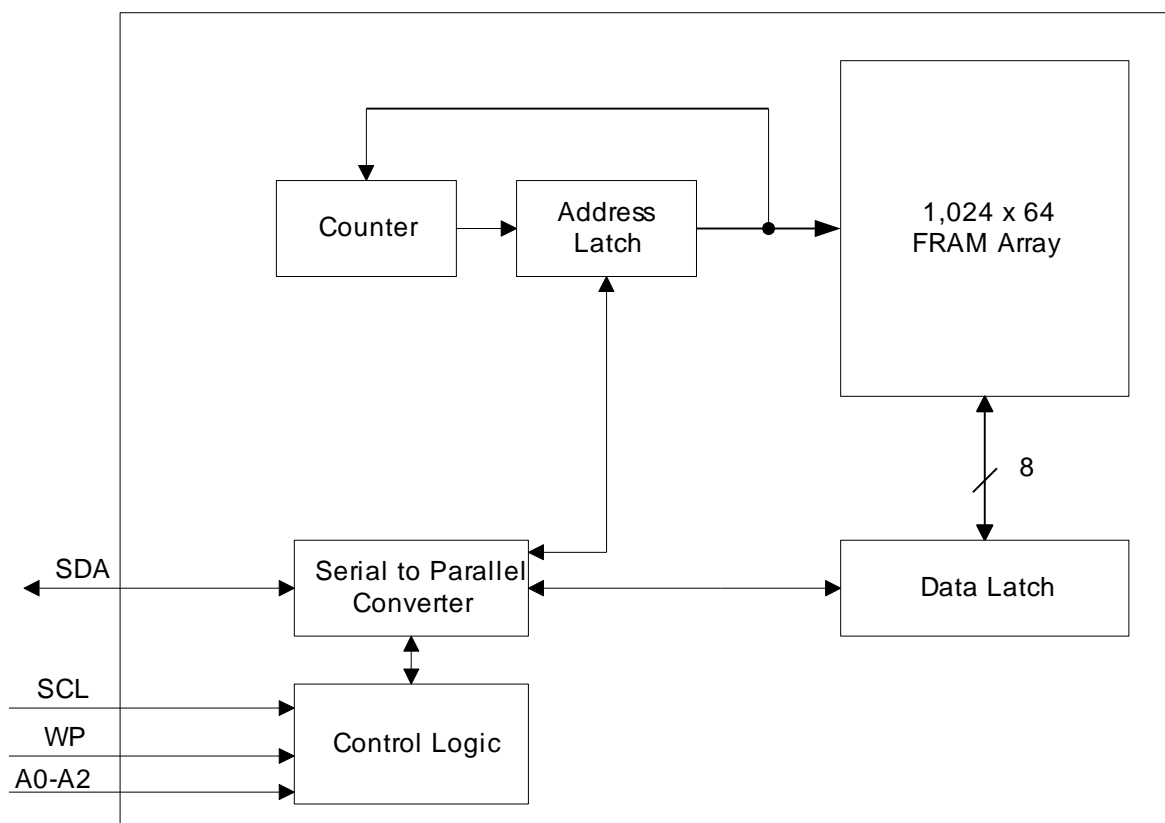 Counter
Address
Latch
1,024 x 64
FRAM Array
8
SDA
Serial to Parallel
Converter
Data Latch
SCL
WP
A0-A2
Control Logic